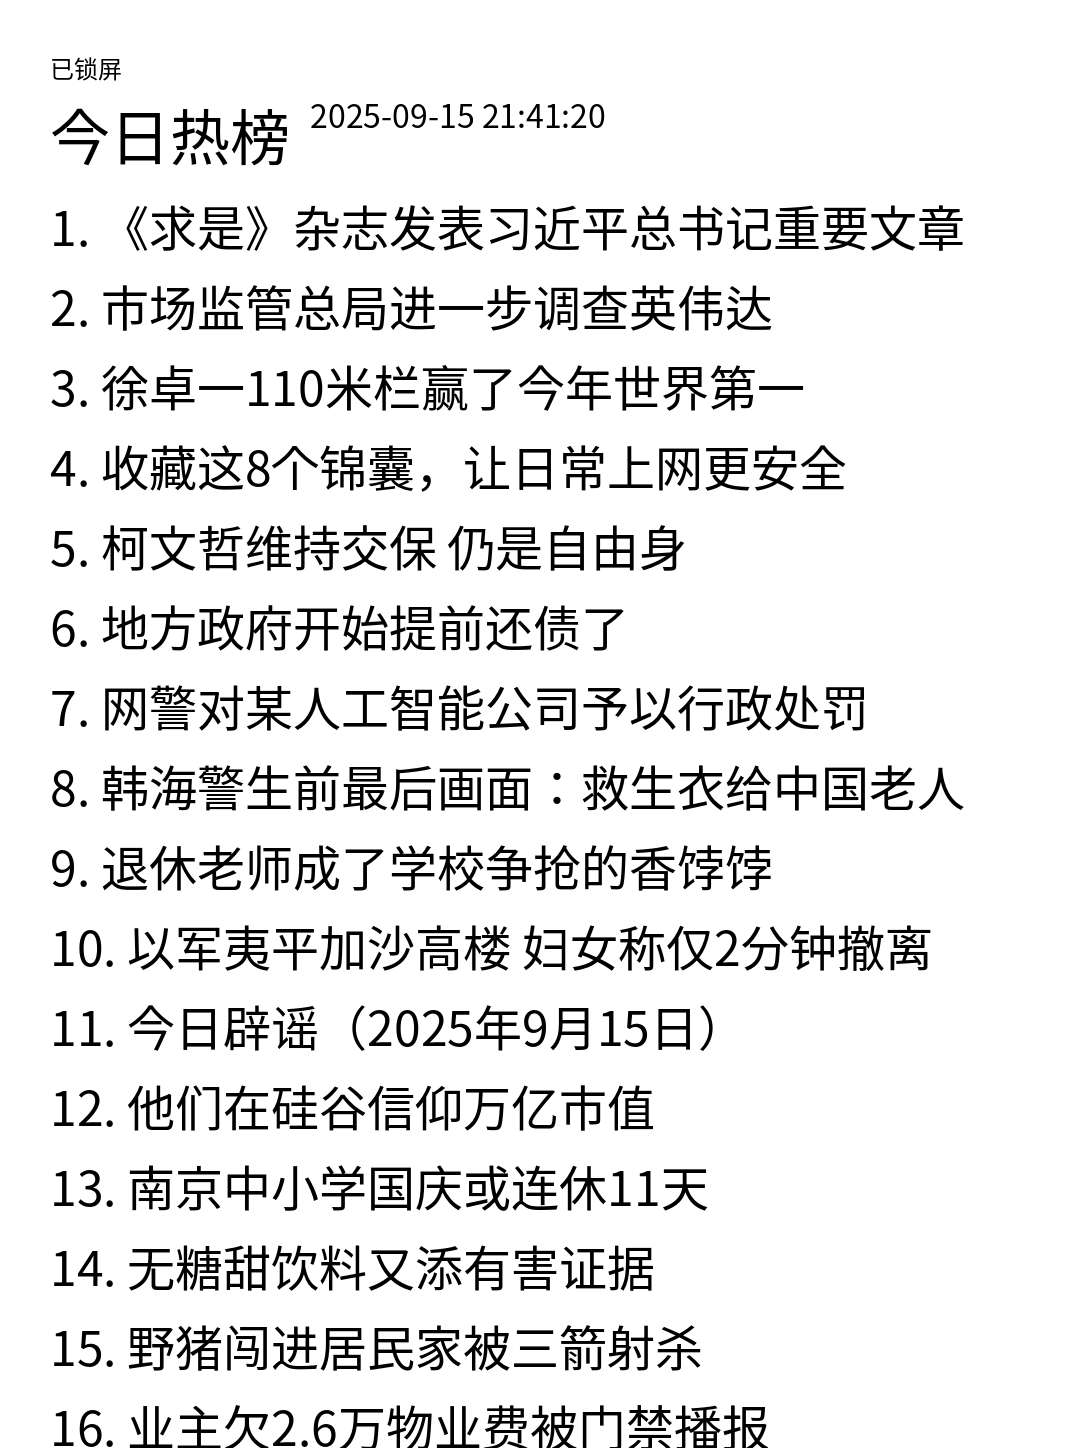 已锁屏
今日热榜 2025-09-15 21:41:20
1. 《求是》杂志发表习近平总书记重要文章
2. 市场监管总局进一步调查英伟达
3. 徐卓一110米栏赢了今年世界第一
4. 收藏这8个锦囊，让日常上网更安全
5. 柯文哲维持交保 仍是自由身
6. 地方政府开始提前还债了
7. 网警对某人工智能公司予以行政处罚
8. 韩海警生前最后画面：救生衣给中国老人
9. 退休老师成了学校争抢的香饽饽
10. 以军夷平加沙高楼 妇女称仅2分钟撤离
11. 今日辟谣（2025年9月15日）
12. 他们在硅谷信仰万亿市值
13. 南京中小学国庆或连休11天
14. 无糖甜饮料又添有害证据
15. 野猪闯进居民家被三箭射杀
16. 业主欠2.6万物业费被门禁播报